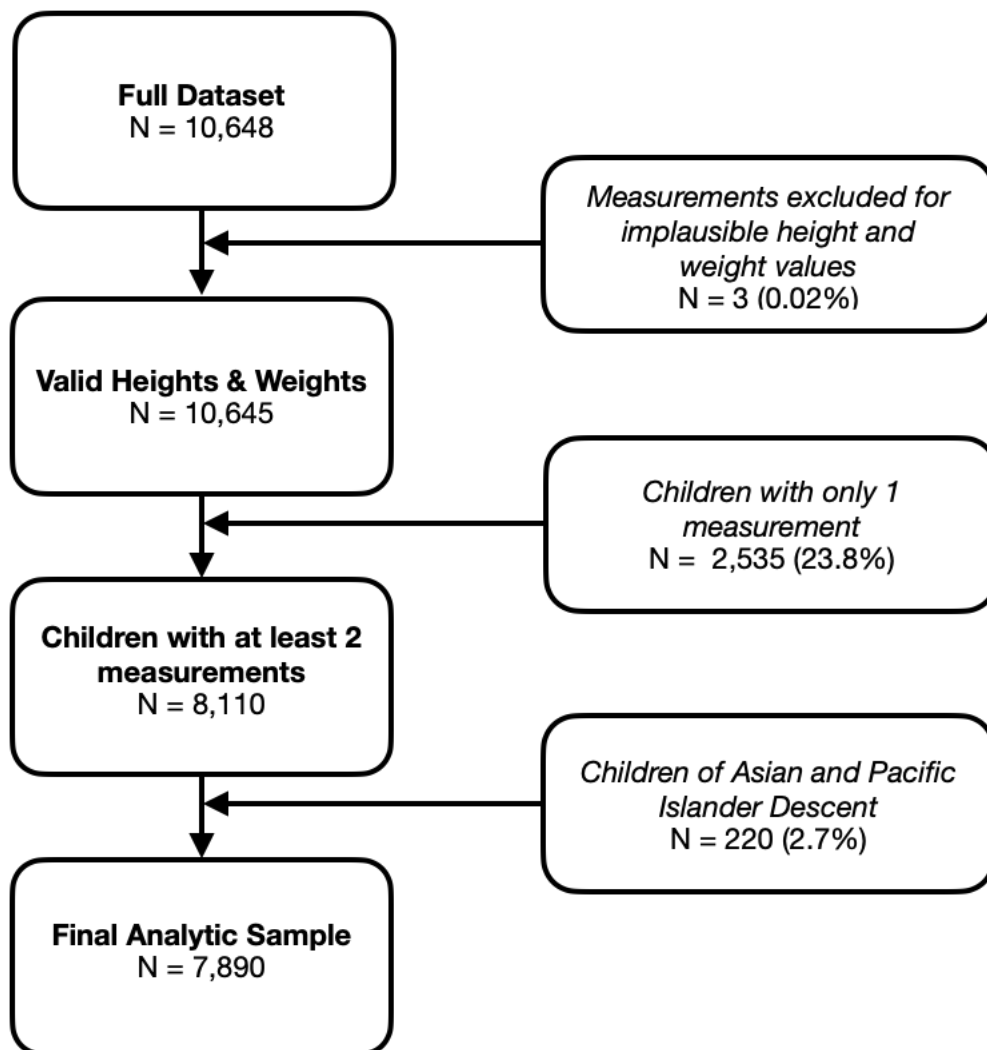 Full Dataset
N = 10,648
Measurements excluded for
implausible height and
weight values
N = 3 (0.02%)
Valid Heights & Weights
N = 10,645
Children with only 1
measurement
N =  2,535 (23.8%)
Children with at least 2
measurements
N = 8,110
Children of Asian and Pacific
Islander Descent
N = 220 (2.7%)
Final Analytic Sample
N = 7,890